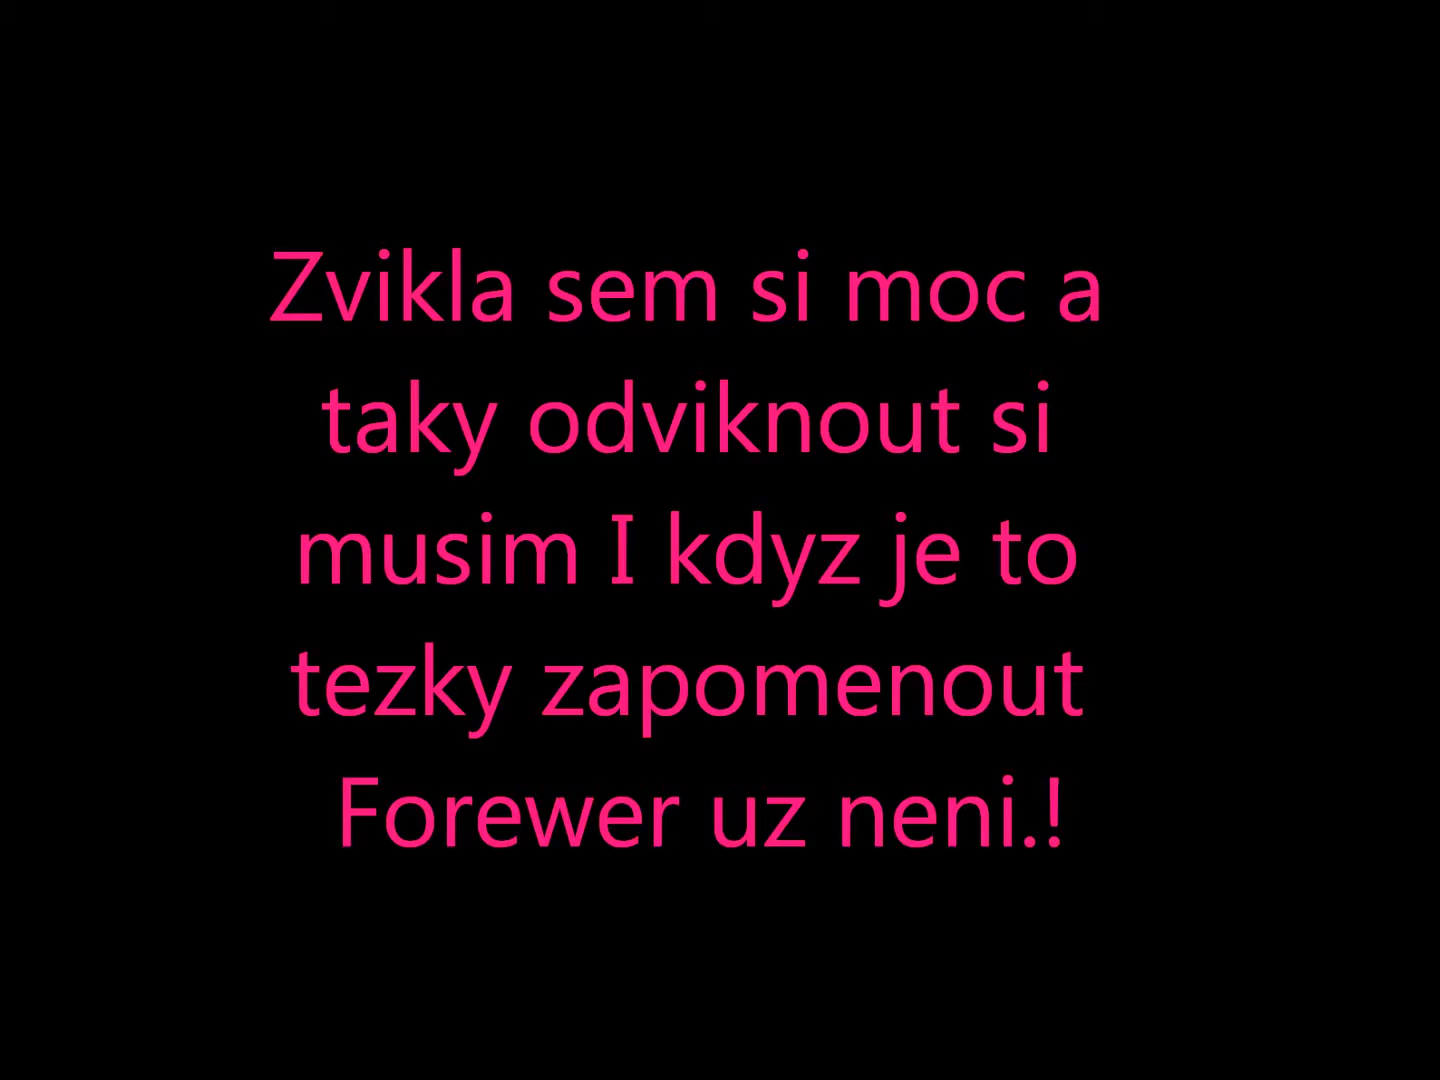 Zvikla sem si moc a
taky odviknout si
musim I kdyz je to
tezky zapomenout
Forewer uz neni.!